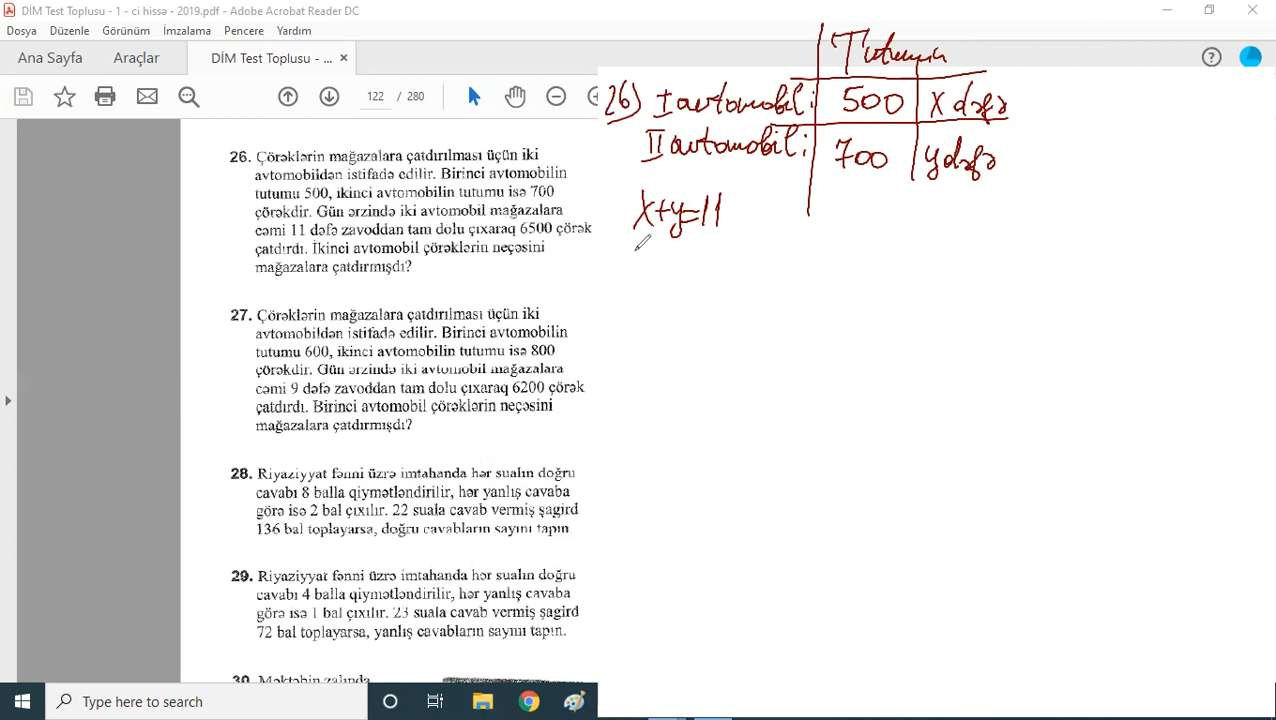 DİM Test Toplusu - 1 - ci hissə - 2019.pdf - Adobe Acrobat Reader DC
Dosya Düzenle Görünüm İmzalama Pencere Yardım
Ana Sayfa Araçlar DİM Test Toplusu - ... ×
122 / 280
Tutumu
26) I avtomobil: 500 X dəfə
II avtomobil: 700 y dəfə
X+y=11
26. Çörəklərin mağazalara çatdırılması üçün iki
avtomobildən istifadə edilir. Birinci avtomobilin
tutumu 500, ikinci avtomobilin tutumu isə 700
çörəkdir. Gün ərzində iki avtomobil mağazalara
cəmi 11 dəfə zavoddan tam dolu çıxaraq 6500 çörək
çatdırdı. İkinci avtomobil çörəklərin neçəsini
mağazalara çatdırmışdı?
27. Çörəklərin mağazalara çatdırılması üçün iki
avtomobildən istifadə edilir. Birinci avtomobilin
tutumu 600, ikinci avtomobilin tutumu isə 800
çörəkdir. Gün ərzində iki avtomobil mağazalara
cəmi 9 dəfə zavoddan tam dolu çıxaraq 6200 çörək
çatdırdı. Birinci avtomobil çörəklərin neçəsini
mağazalara çatdırmışdı?
28. Riyaziyyat fənni üzrə imtahanda hər sualın doğru
cavabı 8 balla qiymətləndirilir, hər yanlış cavaba
görə isə 2 bal çıxılır. 22 suala cavab vermiş şagird
136 bal toplayarsa, doğru cavabların sayını tapın.
29. Riyaziyyat fənni üzrə imtahanda hər sualın doğru
cavabı 4 balla qiymətləndirilir, hər yanlış cavaba
görə isə 1 bal çıxılır. 23 suala cavab vermiş şagird
72 bal toplayarsa, yanlış cavabların sayını tapın.
30. Məktəbin zalında
Type here to search